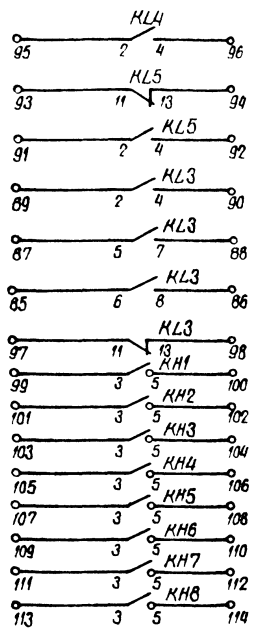 KL4
95 2 4 96
KL5
93 11 13 94
KL5
91 2 4 92
KL3
89 2 4 90
KL3
87 5 7 88
KL3
85 6 8 86
KL3
97 11 13 98
KH1
99 3 5 100
KH2
101 3 5 102
KH3
103 3 5 104
KH4
105 3 5 106
KH5
107 3 5 108
KH6
109 3 5 110
KH7
111 3 5 112
KH8
113 3 5 114